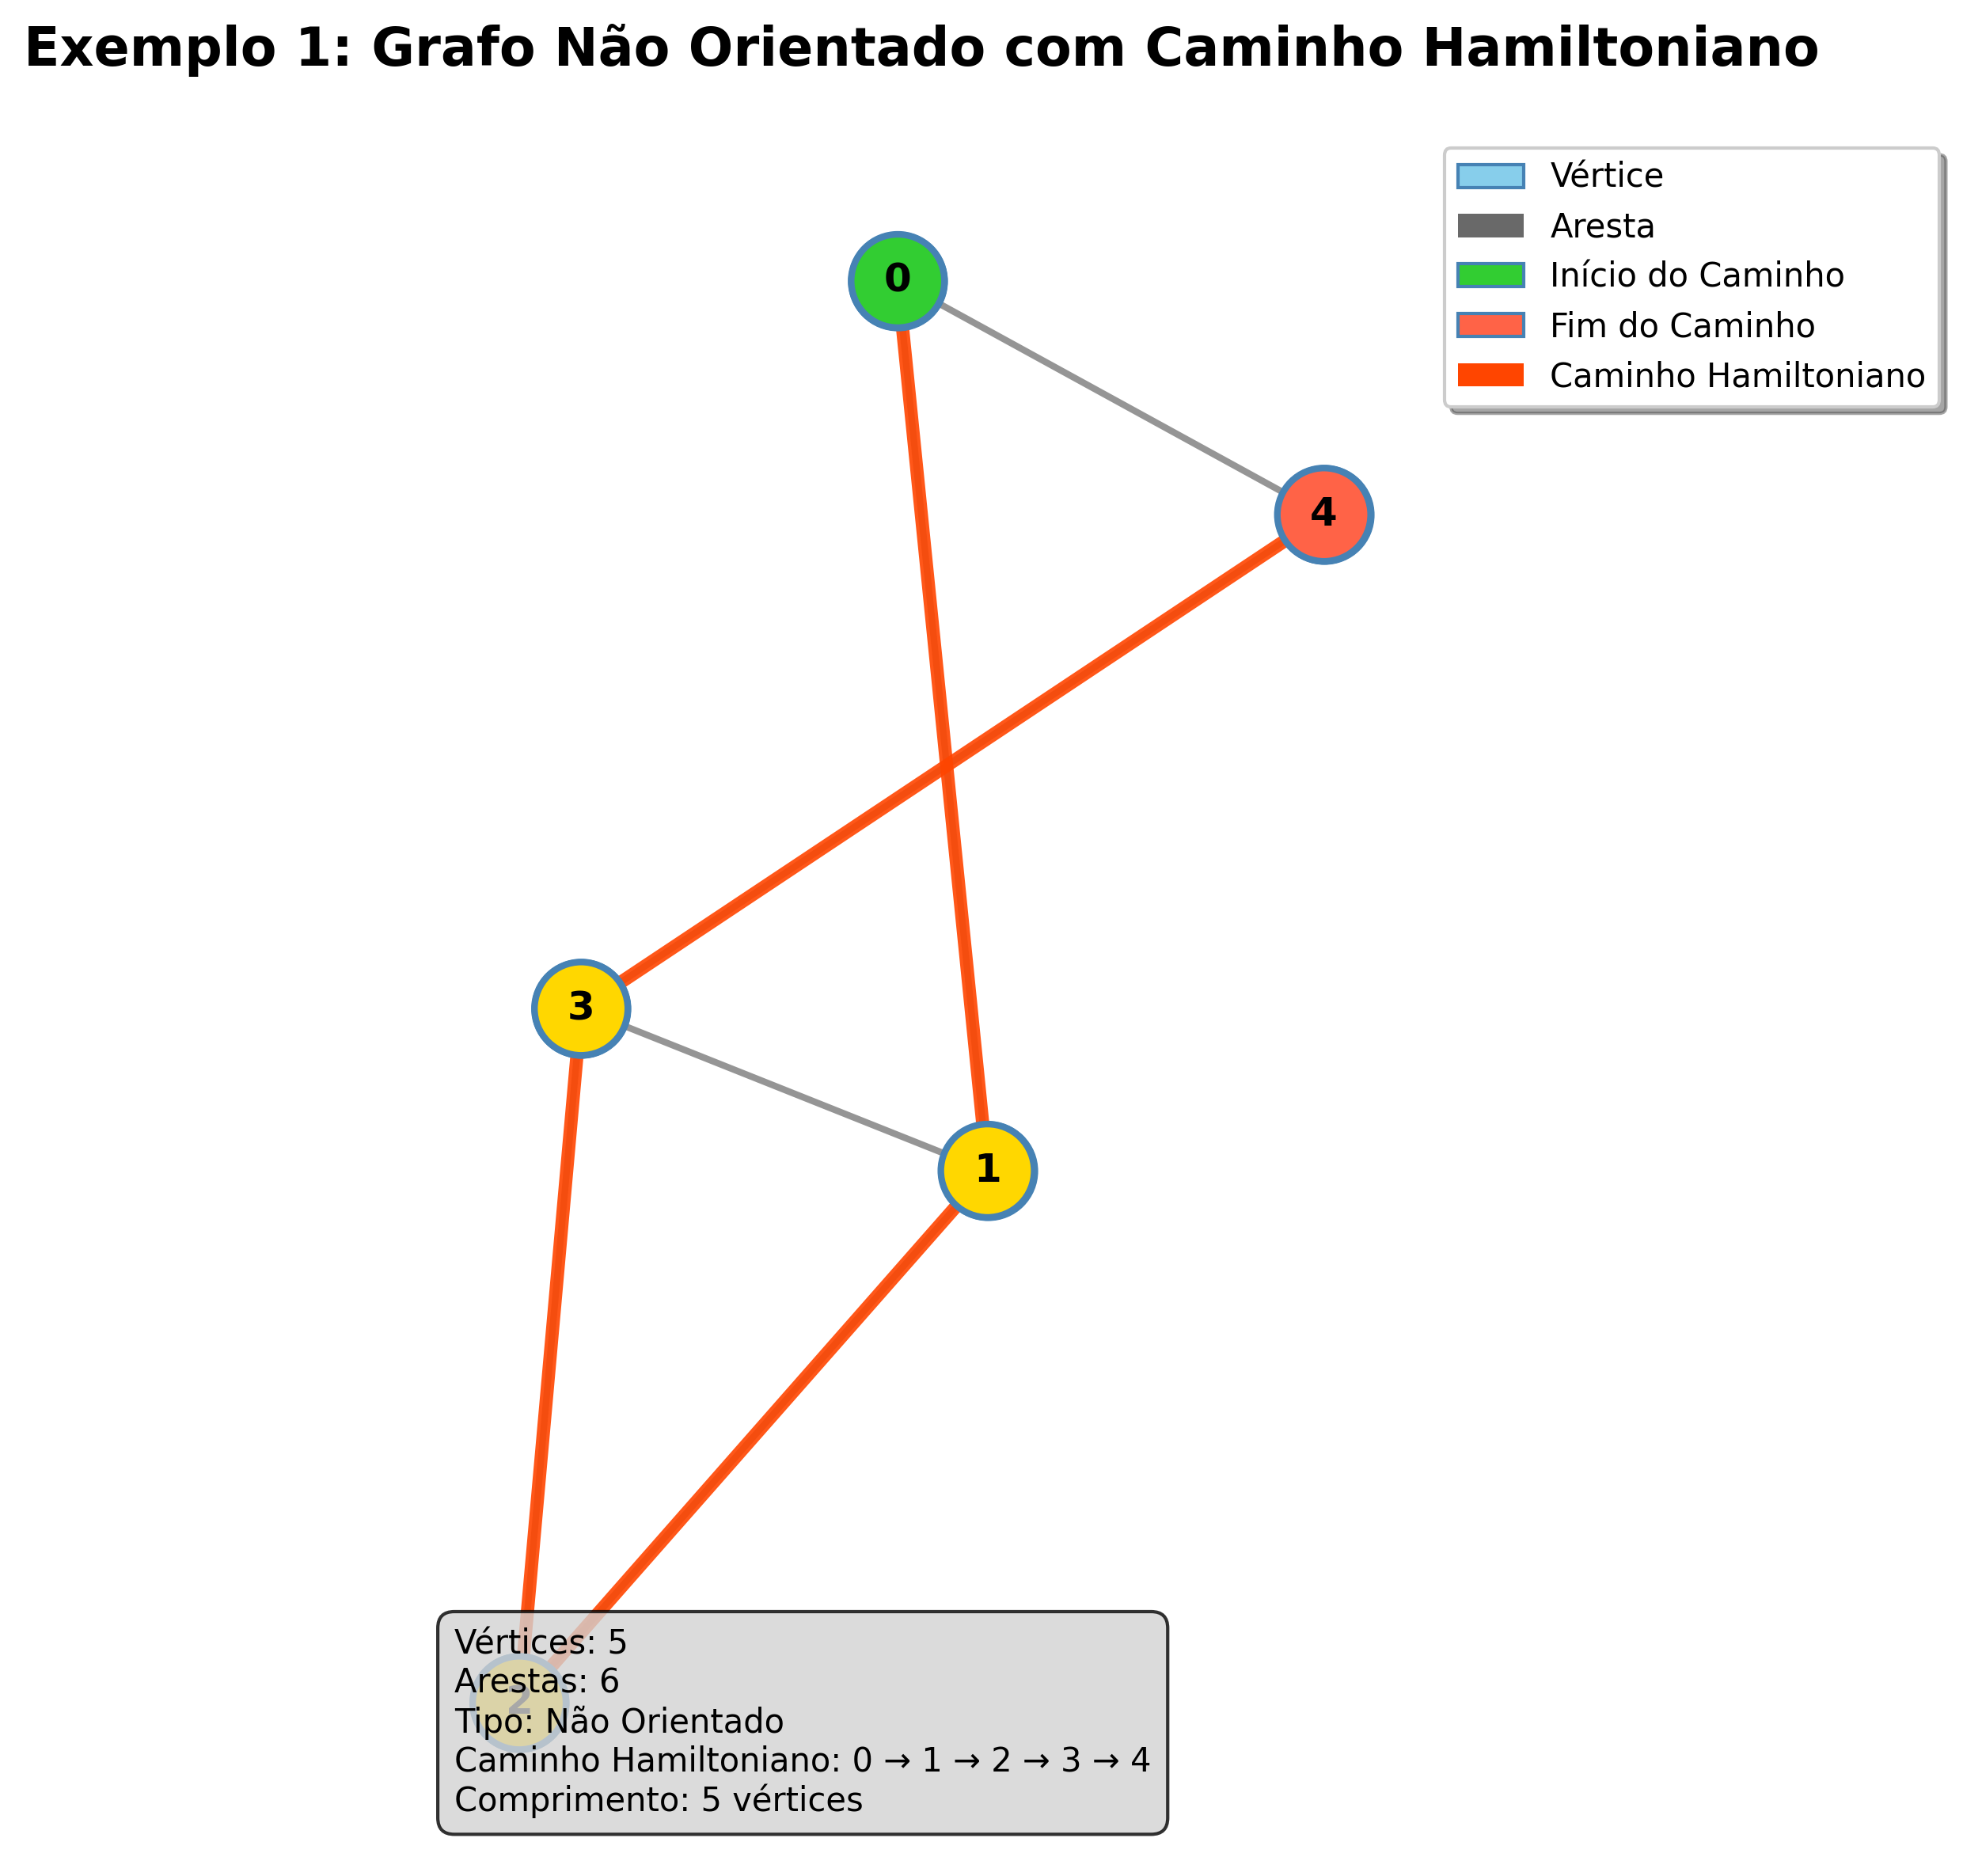 Exemplo 1: Grafo Não Orientado com Caminho Hamiltoniano
Vértice
Aresta
Início do Caminho
Fim do Caminho
Caminho Hamiltoniano
0
4
3
1
2
Vértices: 5
Arestas: 6
Tipo: Não Orientado
Caminho Hamiltoniano: 0 → 1 → 2 → 3 → 4
Comprimento: 5 vértices